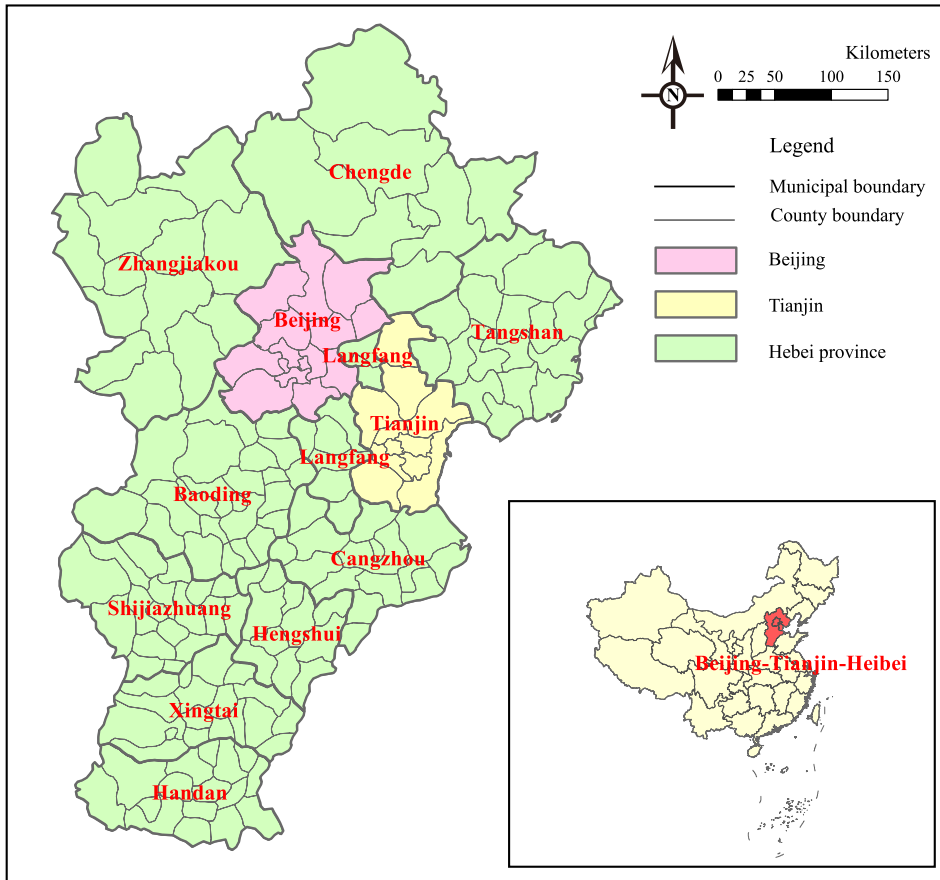 Kilometers
0 25 50 100 150
N
Legend
Municipal boundary
County boundary
Beijing
Tianjin
Hebei province
Chengde
Zhangjiakou
Beijing
Tangshan
Langfang
Tianjin
Langfang
Baoding
Cangzhou
Shijiazhuang
Hengshui
Xingtai
Handan
Beijing-Tianjin-Heibei